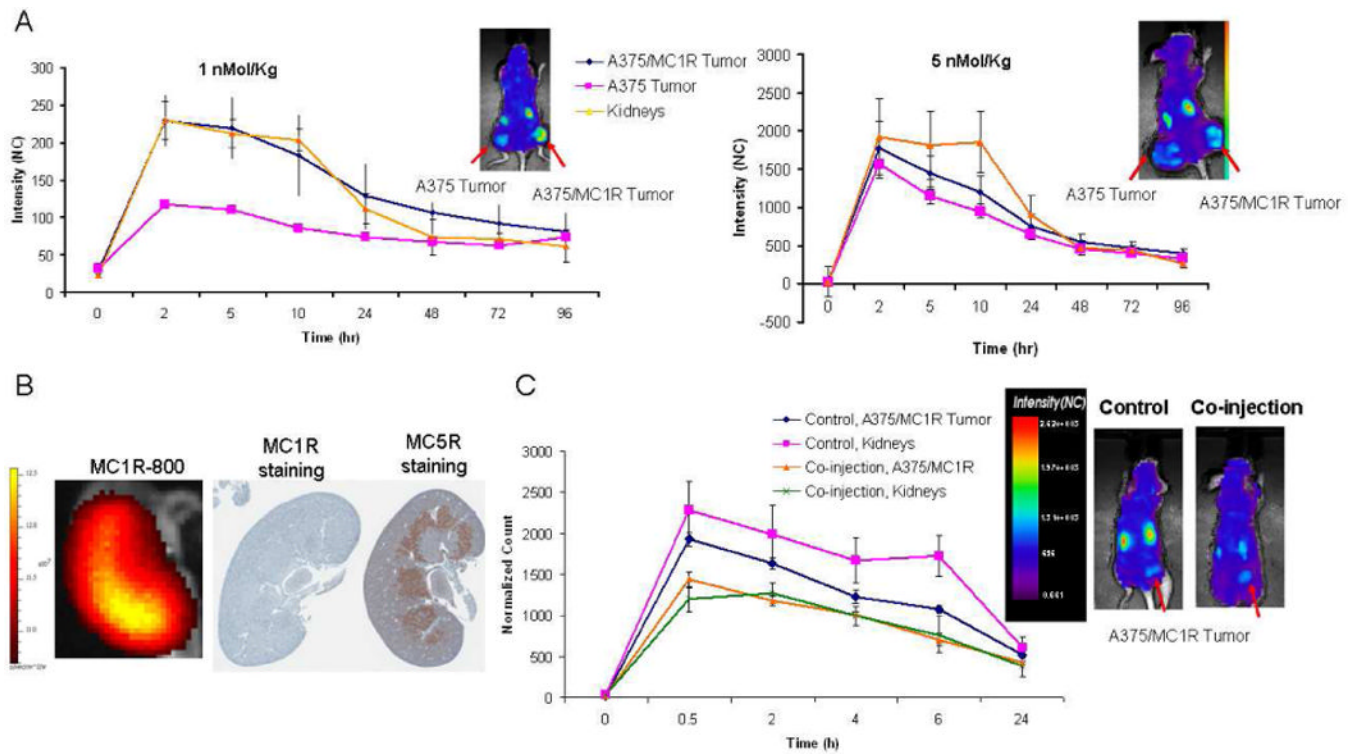 A
1 nMol/Kg
A375/MC1R Tumor
A375 Tumor
Kidneys
300
250
200
150
100
50
0
Intensity (NC)
0 2 5 10 24 48 72 96
Time (hr)
A375 Tumor
A375/MC1R Tumor
5 nMol/Kg
3000
2500
2000
1500
1000
500
0
-500
Intensity (NC)
0 2 5 10 24 48 72 96
Time (hr)
A375 Tumor
A375/MC1R Tumor
B
MC1R-800
MC1R
staining
MC5R
staining
C
Control, A375/MC1R Tumor
Control, Kidneys
Co-injection, A375/MC1R
Co-injection, Kidneys
3000
2500
2000
1500
1000
500
0
Normalized Count
0 0.5 2 4 6 24
Time (h)
Intensity(NC)
Control
Co-injection
A375/MC1R Tumor